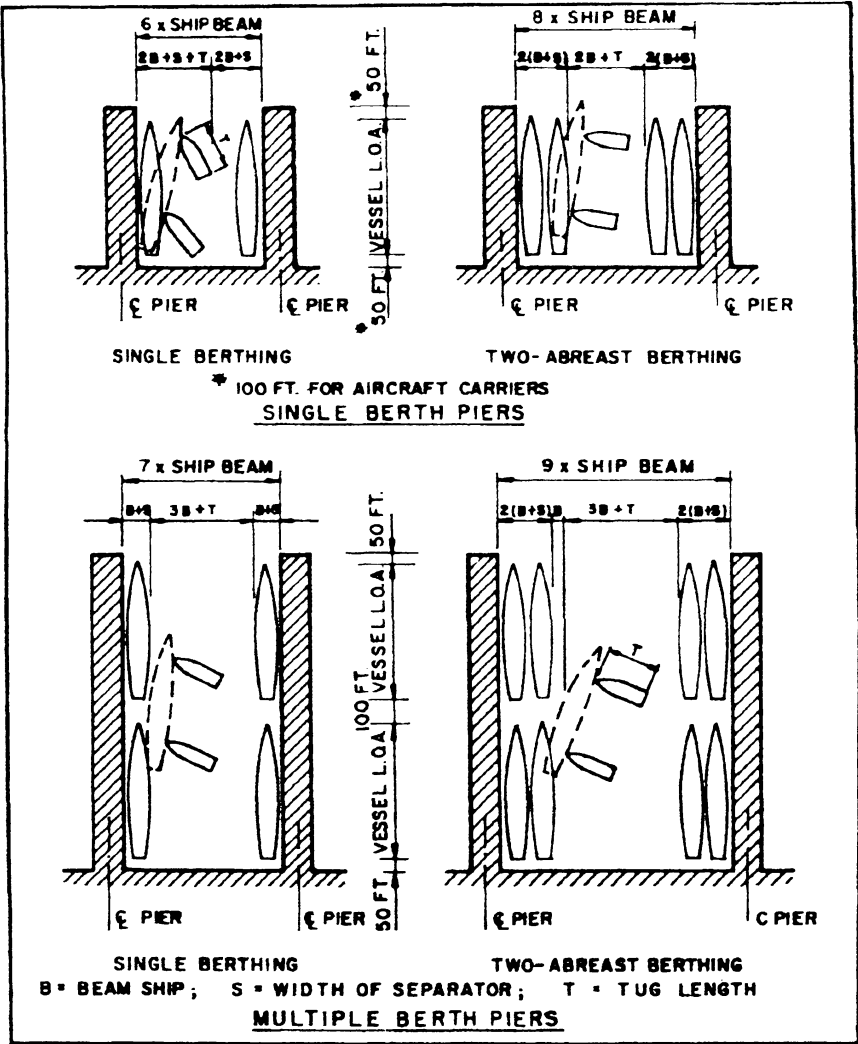 6 x SHIP BEAM
2B+S+T 2B+S
* 50 FT.
VESSEL L.O.A.
* 50 FT.
T
℄ PIER ℄ PIER
SINGLE BERTHING
8 x SHIP BEAM
2(B+S) 2B+T 2(B+S)
℄ PIER ℄ PIER
TWO-ABREAST BERTHING
* 100 FT. FOR AIRCRAFT CARRIERS
SINGLE BERTH PIERS
7 x SHIP BEAM
B+S 3B+T B+S
50 FT.
VESSEL L.O.A.
100 FT.
VESSEL L.O.A.
50 FT.
℄ PIER ℄ PIER
SINGLE BERTHING
9 x SHIP BEAM
2(B+S) B 3B+T 2(B+S)
T
℄ PIER C PIER
TWO-ABREAST BERTHING
B = BEAM SHIP; S = WIDTH OF SEPARATOR; T = TUG LENGTH
MULTIPLE BERTH PIERS